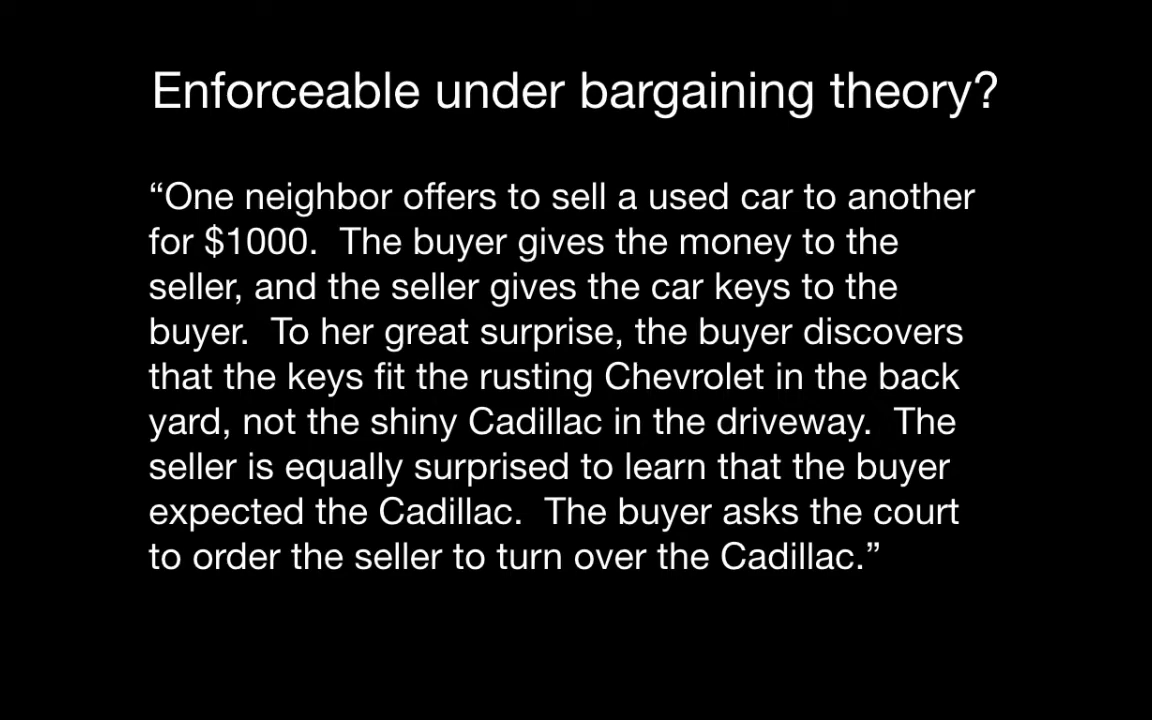 Enforceable under bargaining theory?
“One neighbor offers to sell a used car to another
for $1000.  The buyer gives the money to the
seller, and the seller gives the car keys to the
buyer.  To her great surprise, the buyer discovers
that the keys fit the rusting Chevrolet in the back
yard, not the shiny Cadillac in the driveway.  The
seller is equally surprised to learn that the buyer
expected the Cadillac.  The buyer asks the court
to order the seller to turn over the Cadillac.”